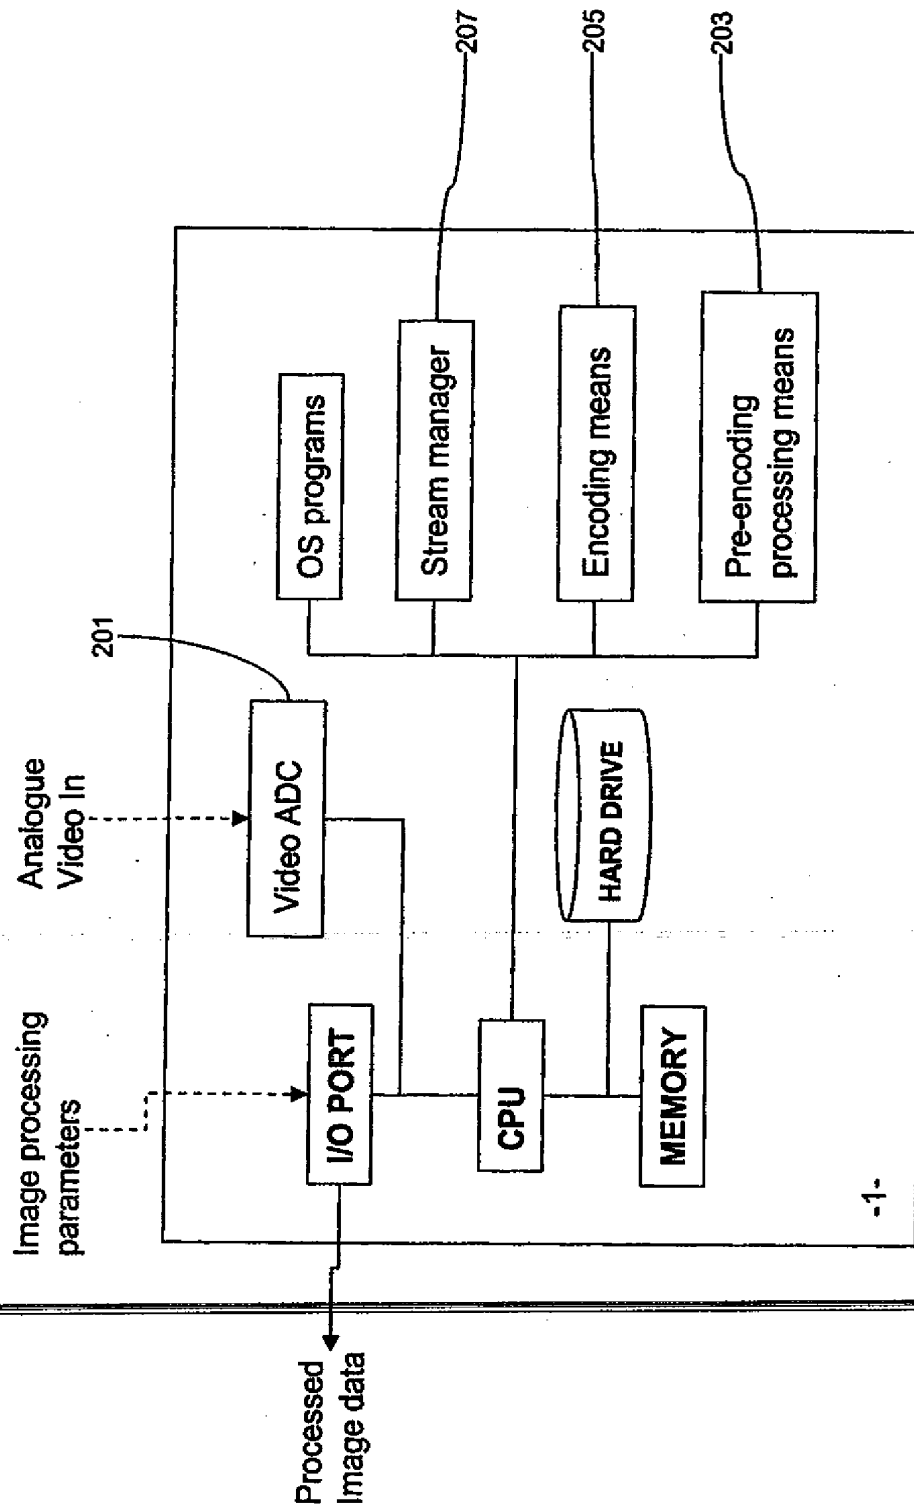 Image processing
parameters
Analogue
Video In
201
Processed
Image data
I/O PORT
Video ADC
CPU
MEMORY
HARD DRIVE
OS programs
Stream manager
Encoding means
Pre-encoding
processing means
207
205
203
-1-